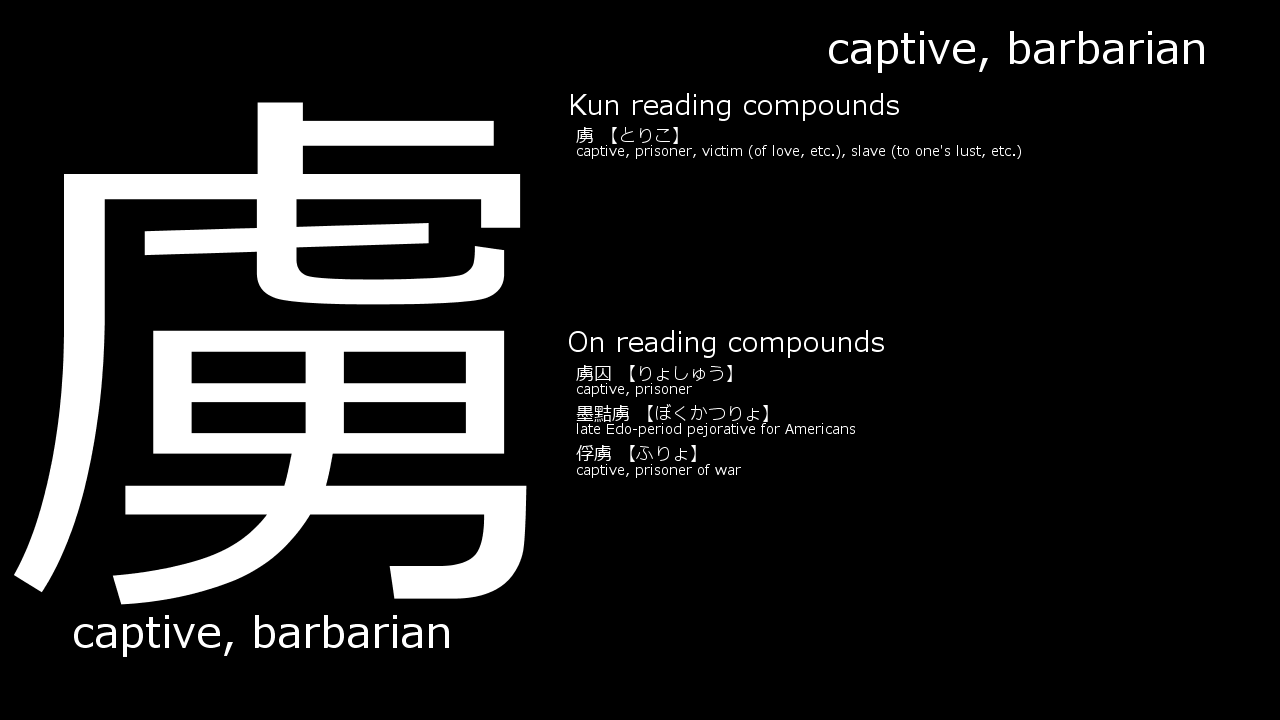 captive, barbarian
虜
captive, barbarian
Kun reading compounds
虜 【とりこ】
captive, prisoner, victim (of love, etc.), slave (to one's lust, etc.)
On reading compounds
虜囚 【りょしゅう】
captive, prisoner
墨黠虜 【ぼくかつりょ】
late Edo-period pejorative for Americans
俘虜 【ふりょ】
captive, prisoner of war